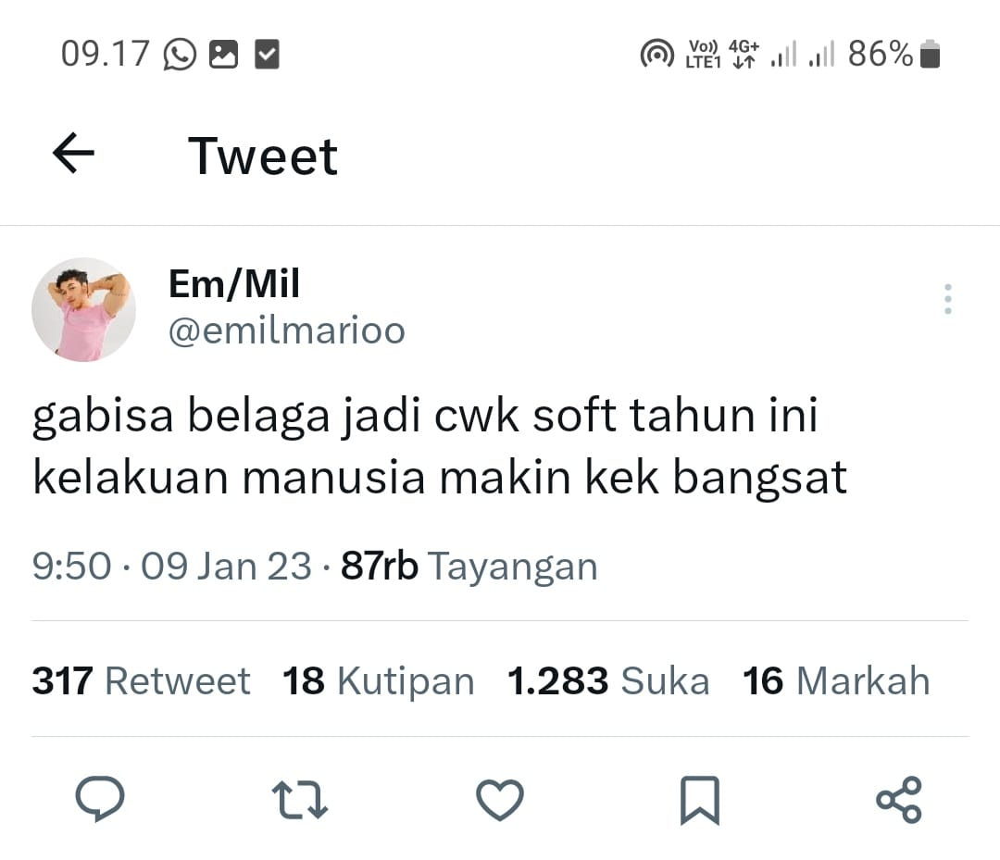 09.17 Vo)) LTE1 4G+ 86%
Tweet
Em/Mil
@emilmarioo
gabisa belaga jadi cwk soft tahun ini
kelakuan manusia makin kek bangsat
9:50 · 09 Jan 23 · 87rb Tayangan
317 Retweet 18 Kutipan 1.283 Suka 16 Markah